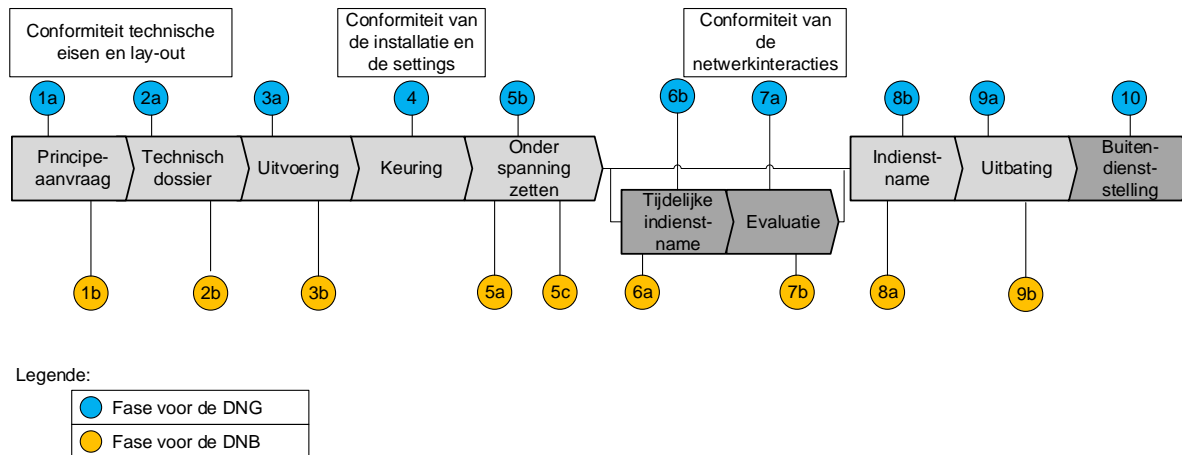 Conformiteit technische
eisen en lay-out
Conformiteit van
de installatie en
de settings
Conformiteit van
de
netwerkinteracties
1a
2a
3a
4
5b
6b
7a
8b
9a
10
Principe-
aanvraag
Technisch
dossier
Uitvoering
Keuring
Onder
spanning
zetten
Tijdelijke
indienst-
name
Evaluatie
Indienst-
name
Uitbating
Buiten-
dienst-
stelling
1b
2b
3b
5a
5c
6a
7b
8a
9b
Legende:
Fase voor de DNG
Fase voor de DNB